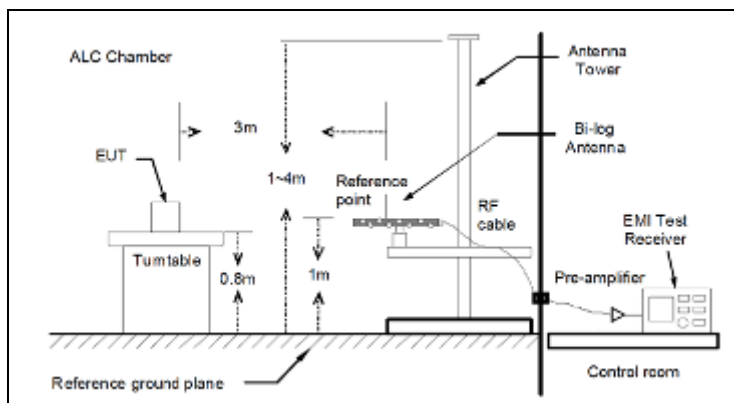 ALC Chamber
Antenna
Tower
3m
Bi-log
Antenna
EUT
1~4m
Reference
point
RF
cable
EMI Test
Receiver
Turntable
0.8m
1m
Pre-amplifier
Reference ground plane
Control room